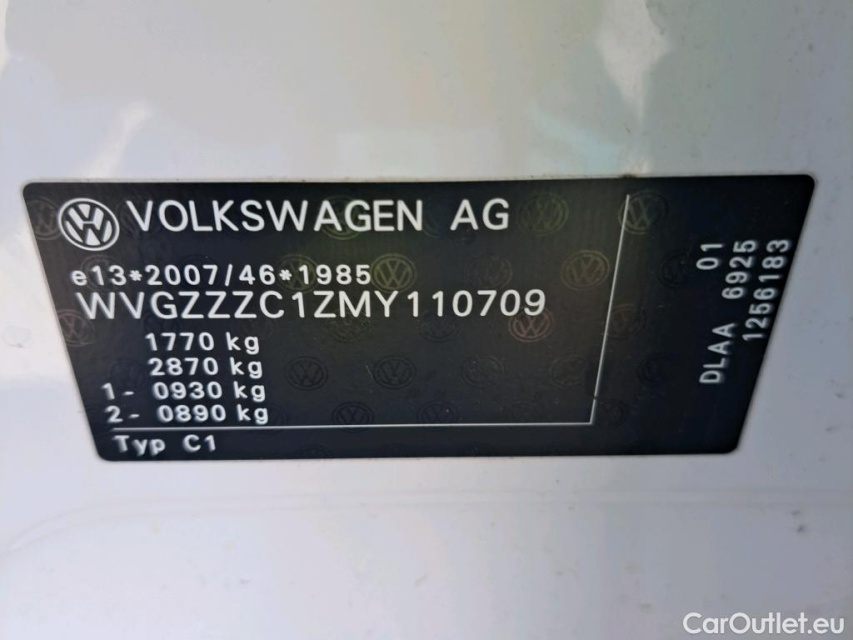 VOLKSWAGEN AG
e13*2007/46*1985
WVGZZZC1ZMY110709
1770 kg
2870 kg
1- 0930 kg
2- 0890 kg
Typ C1
01
DLAA 6925
1256183
CarOutlet.eu